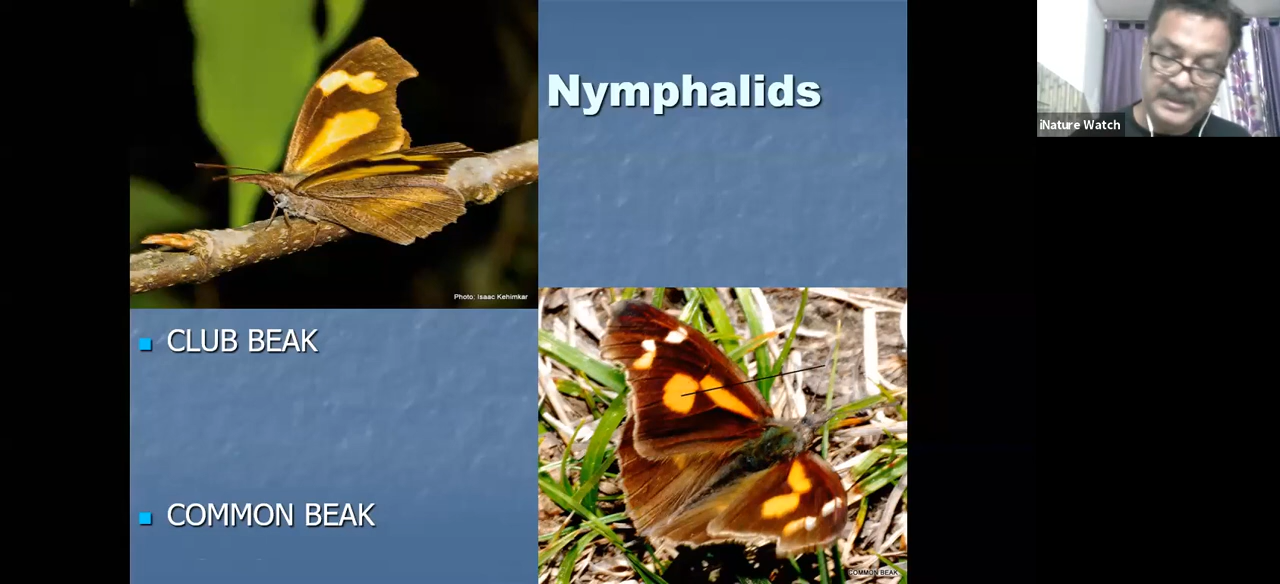 Nymphalids
iNature Watch
Photo: Isaac Kehimkar
CLUB BEAK
COMMON BEAK
COMMON BEAK